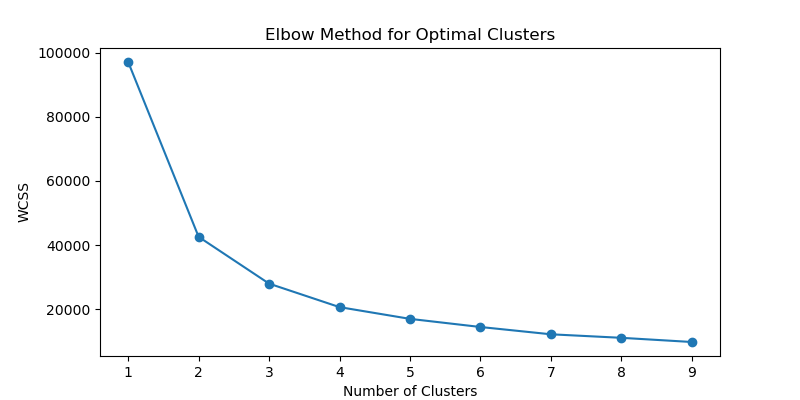 Elbow Method for Optimal Clusters
100000
80000
60000
40000
20000
WCSS
1 2 3 4 5 6 7 8 9
Number of Clusters